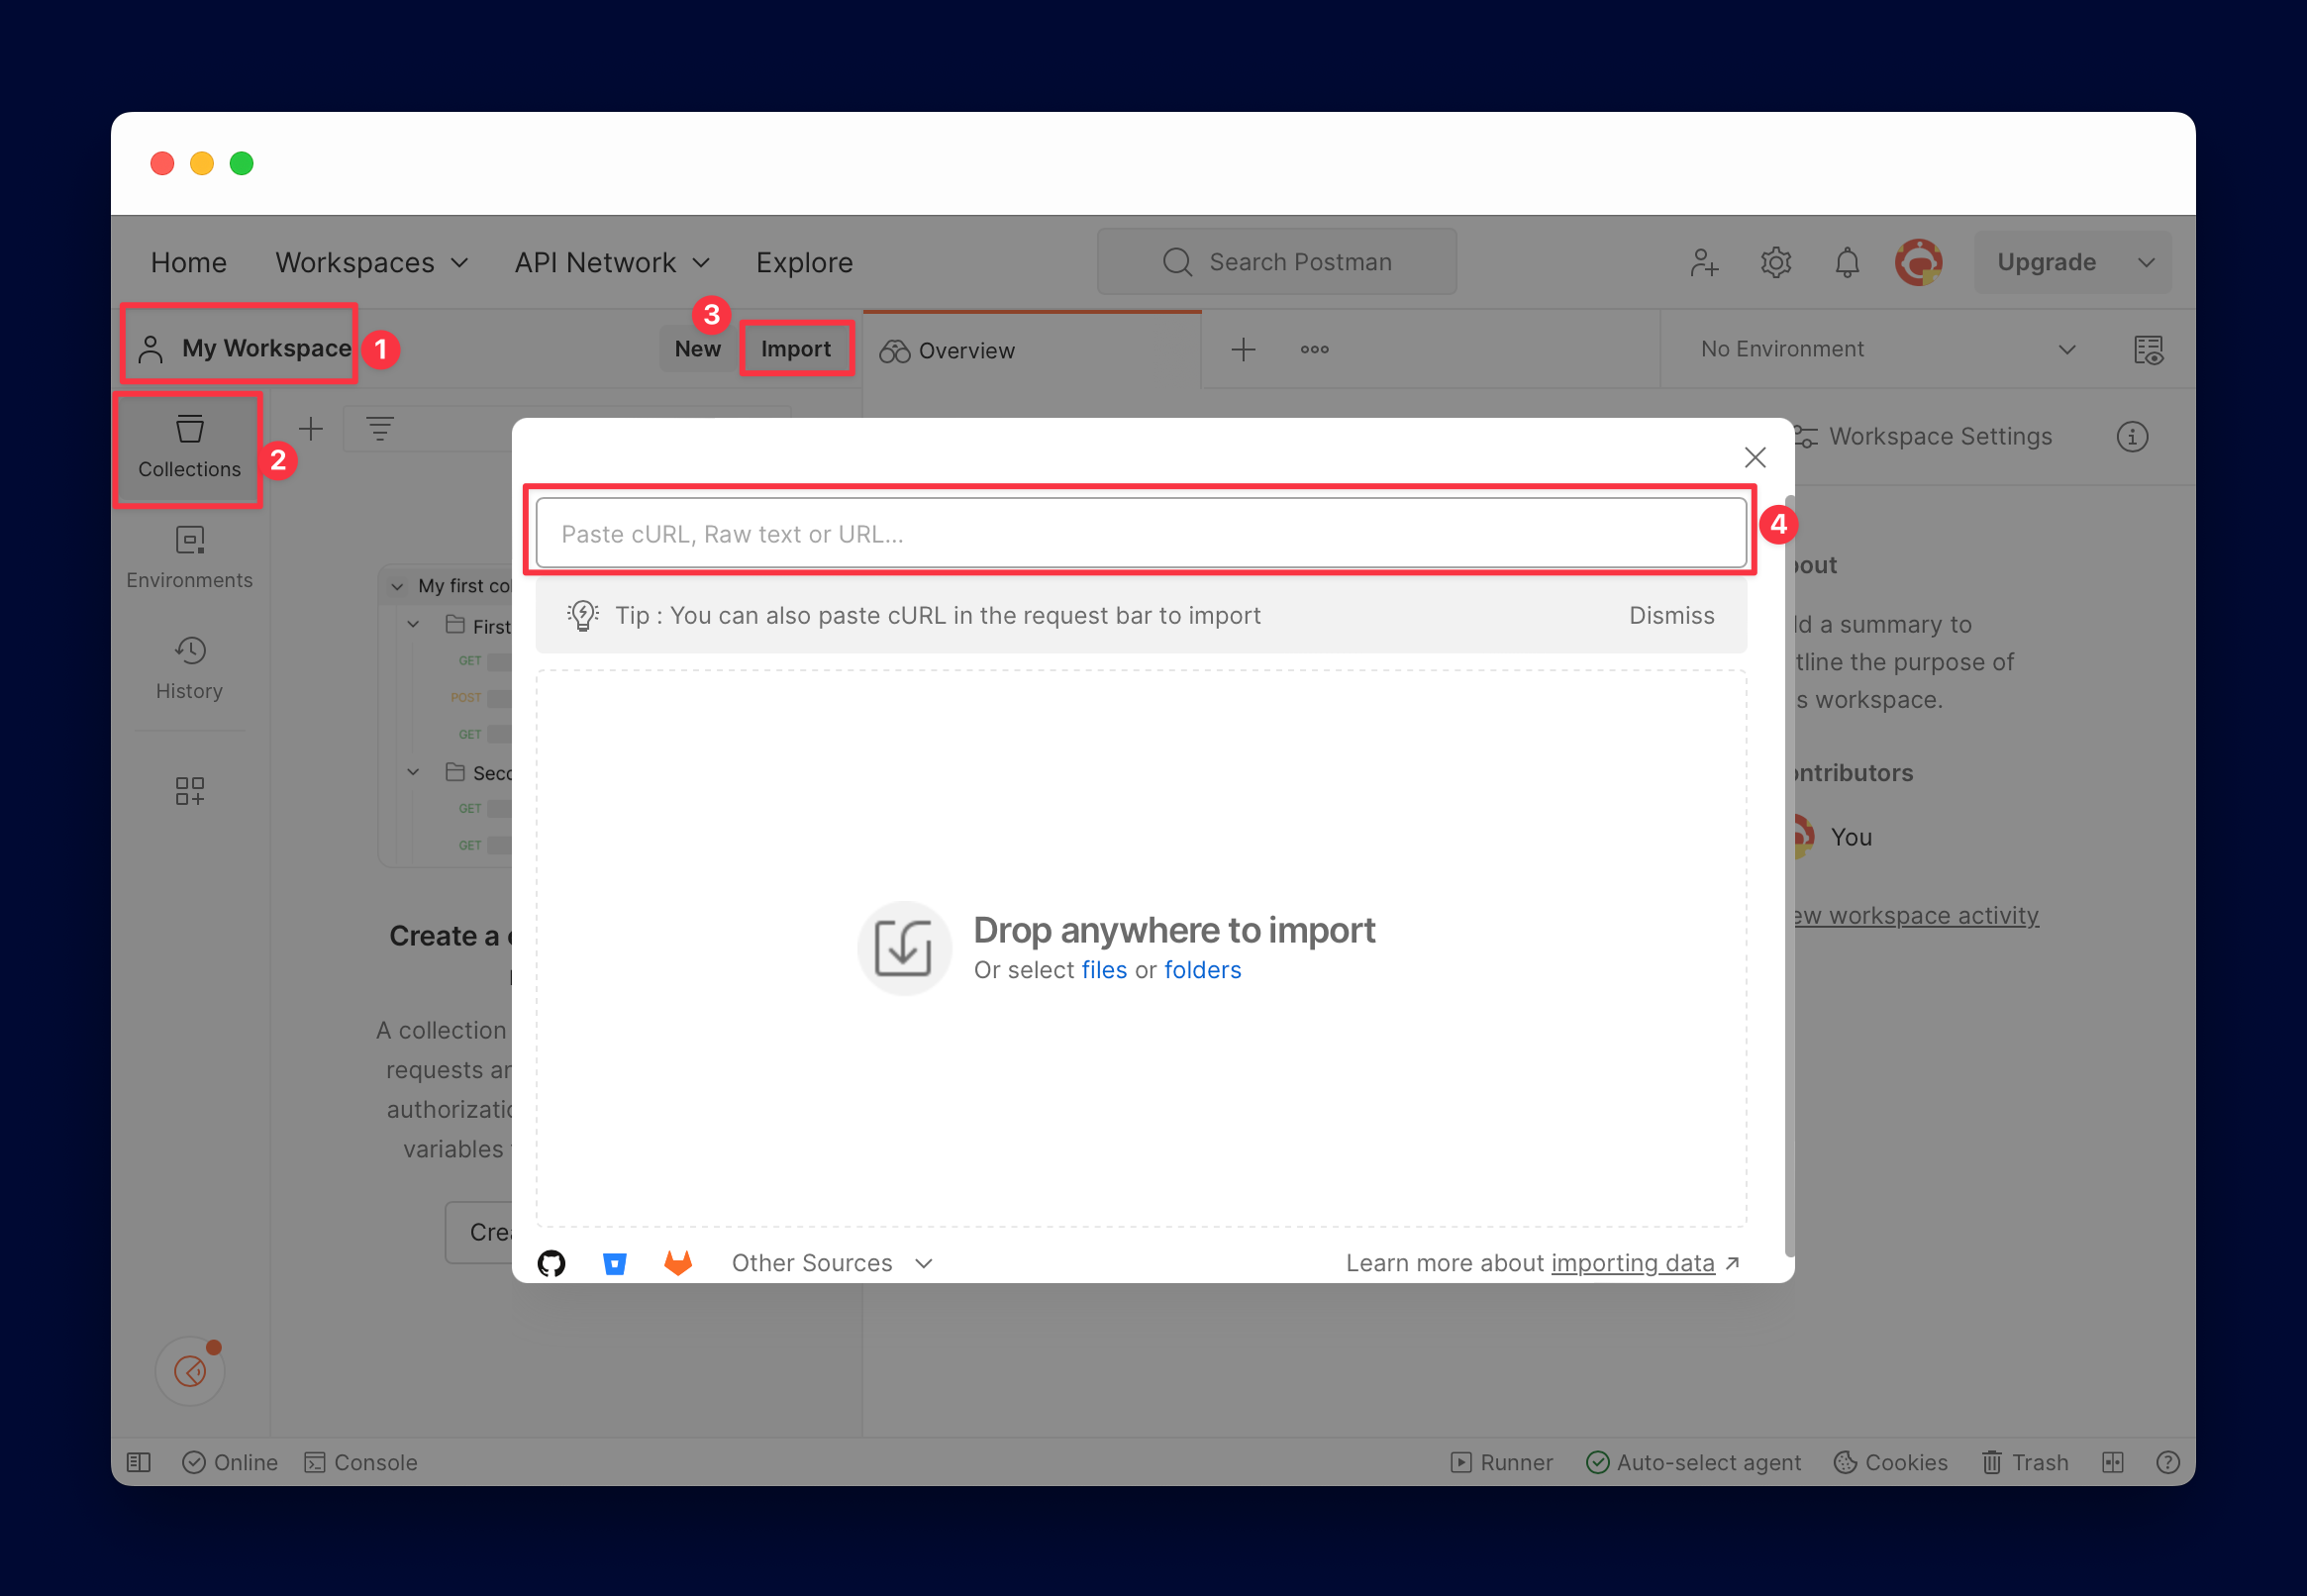 Home Workspaces API Network Explore Search Postman Upgrade
3
My Workspace 1 New Import Overview No Environment
Collections 2
Workspace Settings
Paste cURL, Raw text or URL... 4
Tip : You can also paste cURL in the request bar to import Dismiss
Environments
History
My first col
First
GET
POST
GET
Seco
GET
GET
Create a
A collection
requests
authorizatio
variables
Crea
Drop anywhere to import
Or select files or folders
Other Sources Learn more about importing data
out
d a summary to
tline the purpose of
s workspace.
ntributors
You
ew workspace activity
Online Console Runner Auto-select agent Cookies Trash